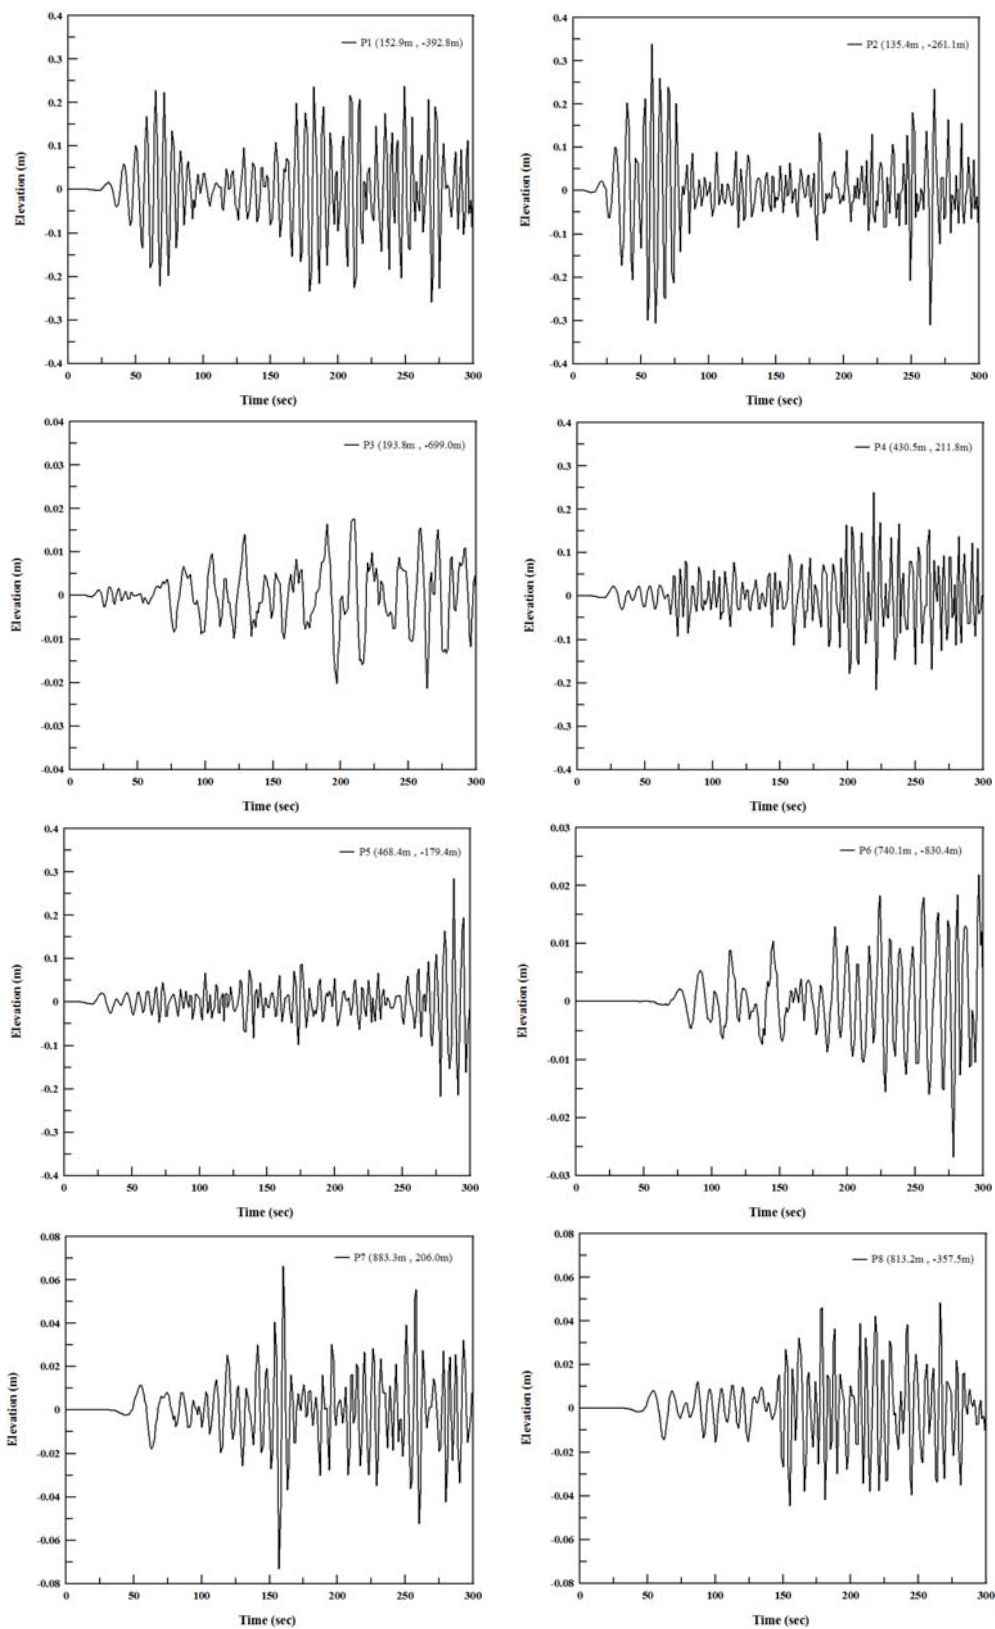 0.4
P1 (152.9m , -392.8m)
0.3
0.2
0.1
0
-0.1
-0.2
-0.3
-0.4
Elevation (m)
0 50 100 150 200 250 300
Time (sec)
0.4
P2 (135.4m , -261.1m)
0.3
0.2
0.1
0
-0.1
-0.2
-0.3
-0.4
Elevation (m)
0 50 100 150 200 250 300
Time (sec)
0.04
P3 (193.8m , -699.0m)
0.03
0.02
0.01
0
-0.01
-0.02
-0.03
-0.04
Elevation (m)
0 50 100 150 200 250 300
Time (sec)
0.4
P4 (430.5m , 211.8m)
0.3
0.2
0.1
0
-0.1
-0.2
-0.3
-0.4
Elevation (m)
0 50 100 150 200 250 300
Time (sec)
0.4
P5 (468.4m , -179.4m)
0.3
0.2
0.1
0
-0.1
-0.2
-0.3
-0.4
Elevation (m)
0 50 100 150 200 250 300
Time (sec)
0.03
P6 (740.1m , -830.4m)
0.02
0.01
0
-0.01
-0.02
-0.03
Elevation (m)
0 50 100 150 200 250 300
Time (sec)
0.08
P7 (883.3m , 206.0m)
0.06
0.04
0.02
0
-0.02
-0.04
-0.06
-0.08
Elevation (m)
0 50 100 150 200 250 300
Time (sec)
0.08
P8 (813.2m , -357.5m)
0.06
0.04
0.02
0
-0.02
-0.04
-0.06
-0.08
Elevation (m)
0 50 100 150 200 250 300
Time (sec)